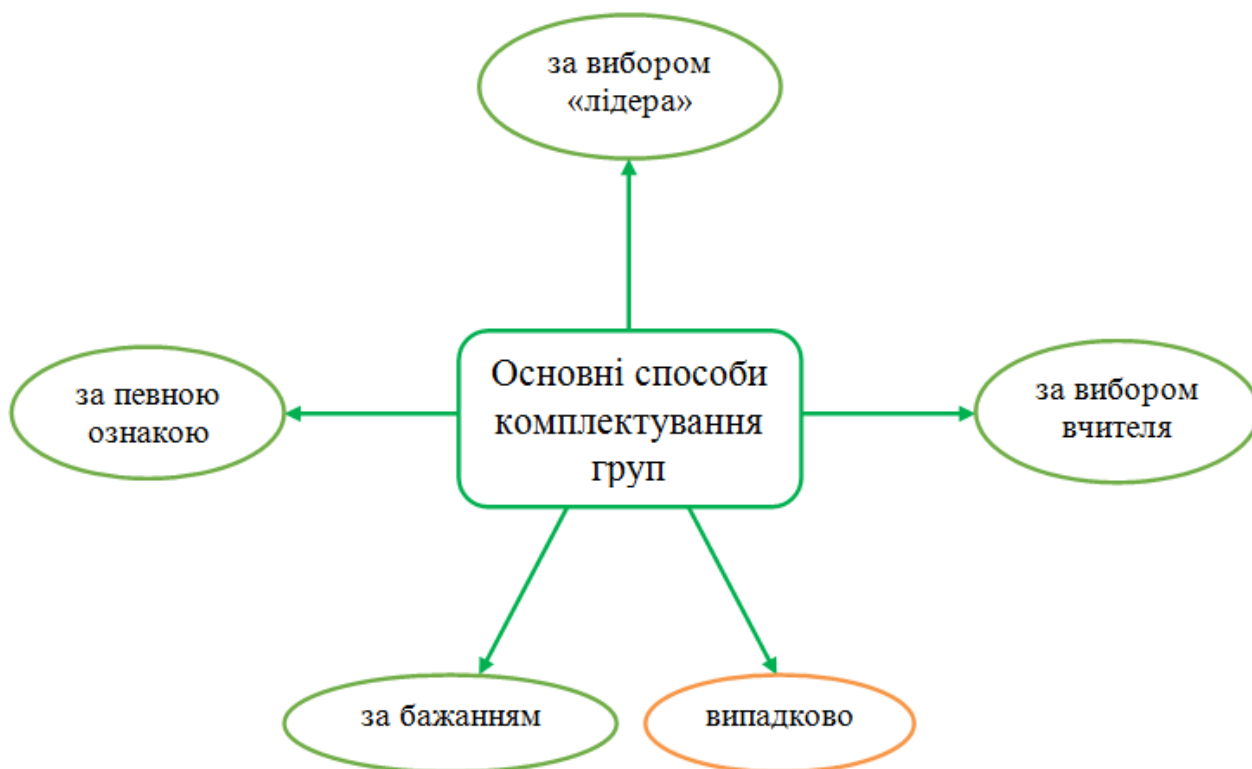 за вибором
«лідера»
Основні способи
комплектування
груп
за певною
ознакою
за вибором
вчителя
за бажанням
випадково